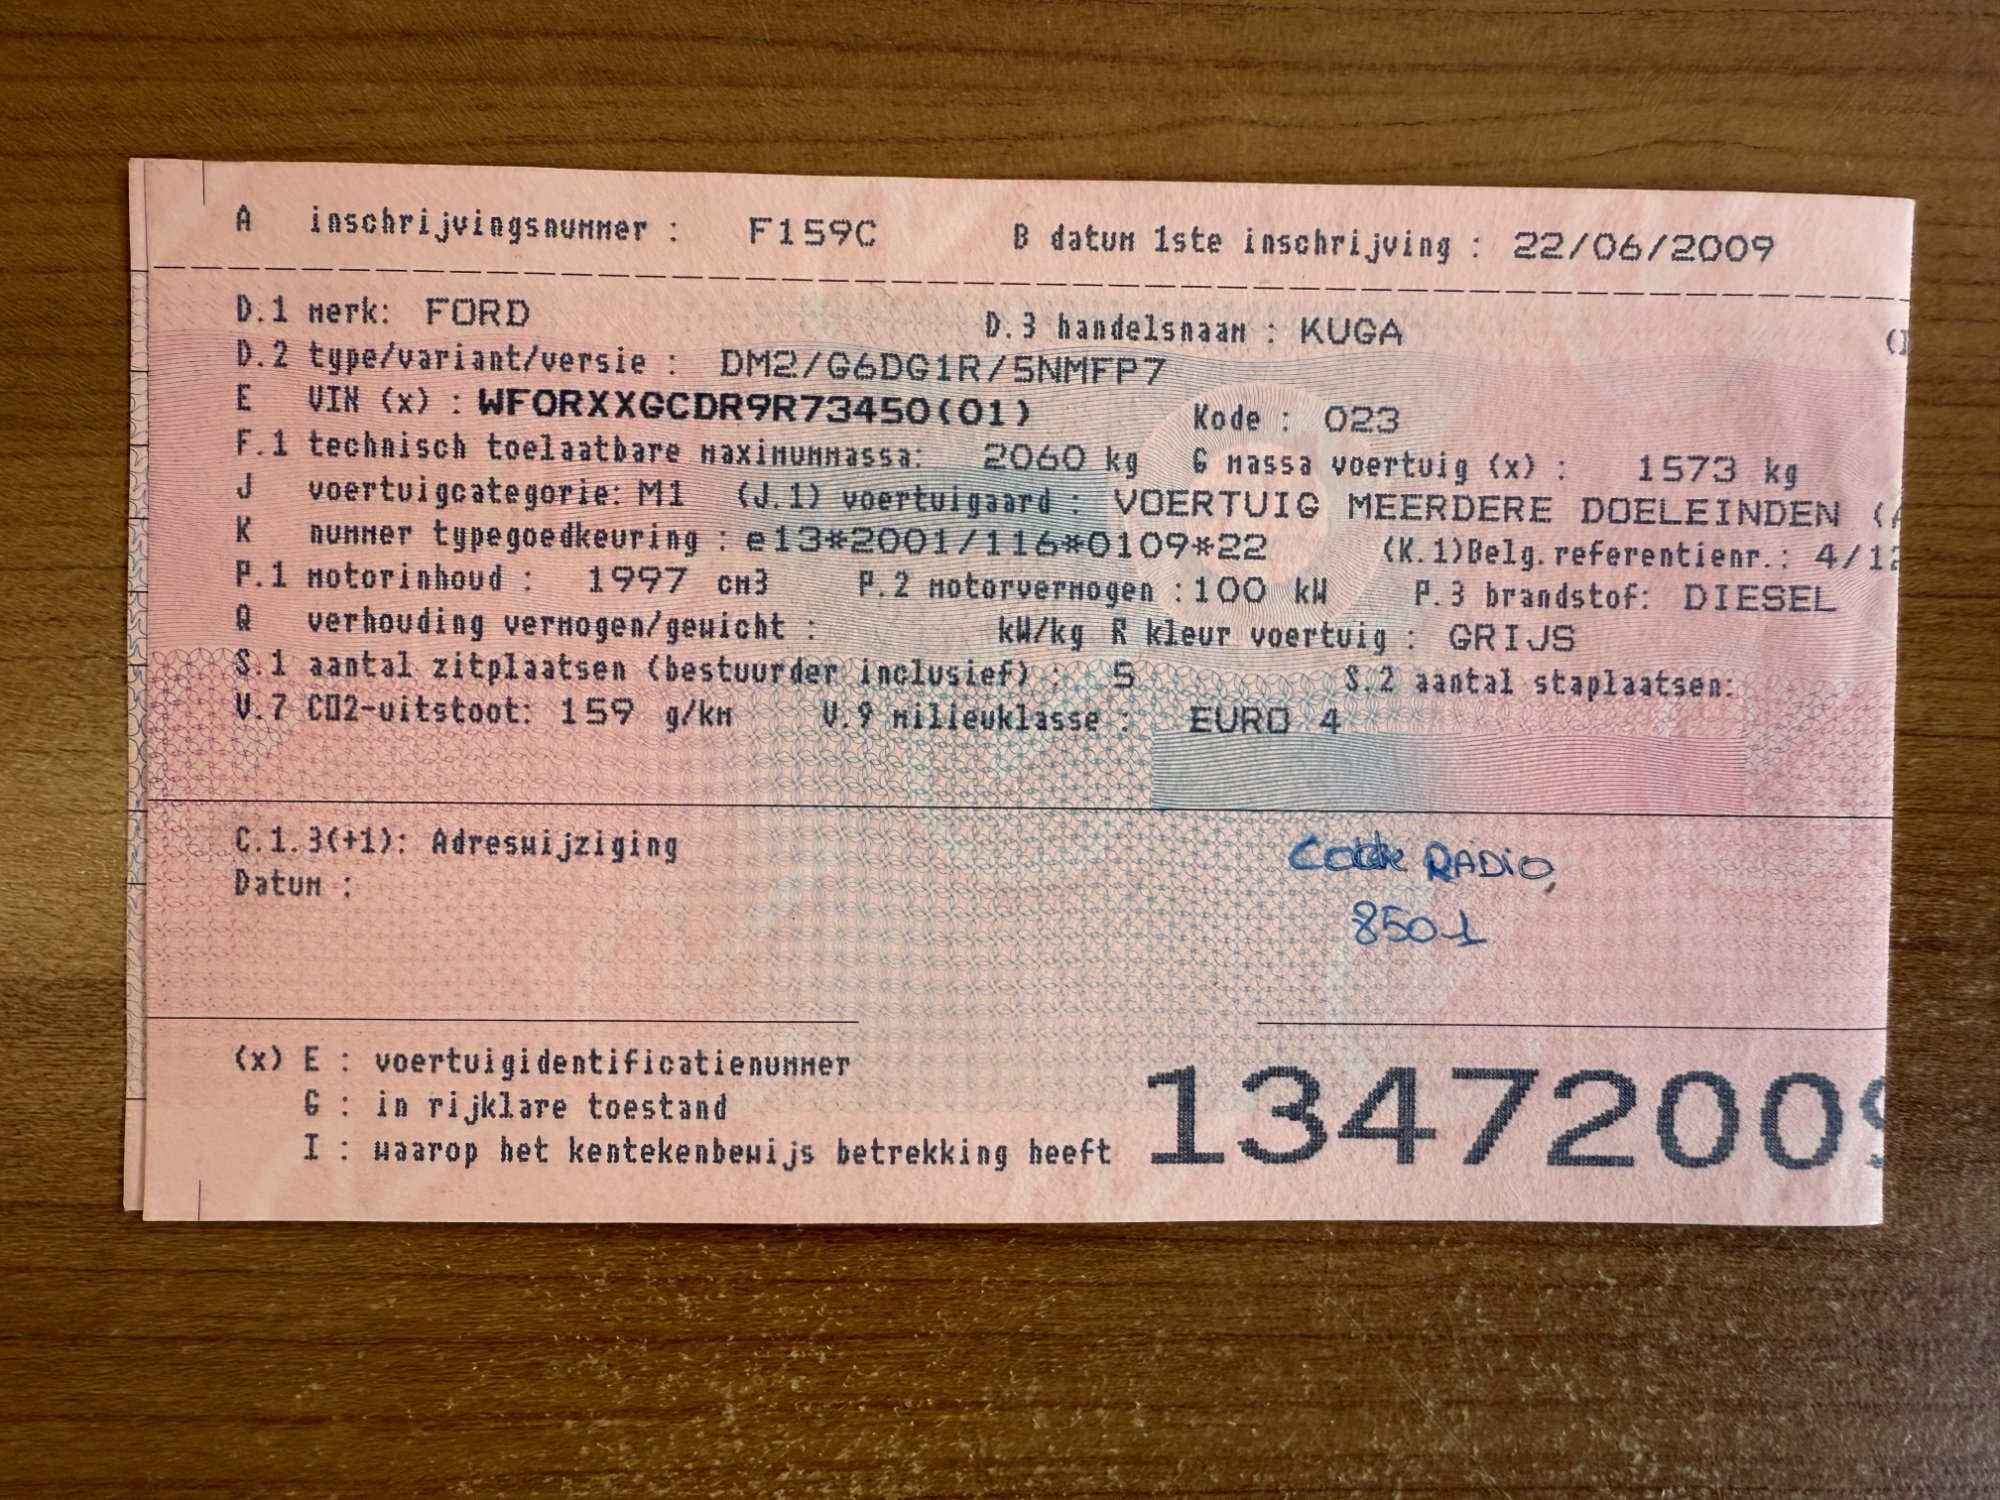 A inschrijvingsnummer : F159C B datum 1ste inschrijving : 22/06/2009
D.1 merk: FORD D.3 handelsnaam : KUGA
D.2 type/variant/versie : DM2/G6DG1R/5NMFP7
E VIN (x) : WFORXXGCDR9R73450(01) Kode : 023
F.1 technisch toelaatbare maximummassa: 2060 kg G massa voertuig (x) : 1573 kg
J voertuigcategorie: M1 (J.1) voertuigaard : VOERTUIG MEERDERE DOELEINDEN
K nummer typegoedkeuring : e13*2001/116*0109*22 (K.1)Belg.referentienr.: 4/12
P.1 motorinhoud : 1997 cm3 P.2 motorvermogen :100 kW P.3 brandstof: DIESEL
Q verhouding vermogen/gewicht : kW/kg R kleur voertuig : GRIJS
S.1 aantal zitplaatsen (bestuurder inclusief) : 5 S.2 aantal staplaatsen:
V.7 CO2-uitstoot: 159 g/km V.9 milieuklasse : EURO 4
C.1.3(+1): Adreswijziging
Datum :
Code RADiO
8501
(x) E : voertuigidentificatienummer
G : in rijklare toestand
I : waarop het kentekenbewijs betrekking heeft
13472009